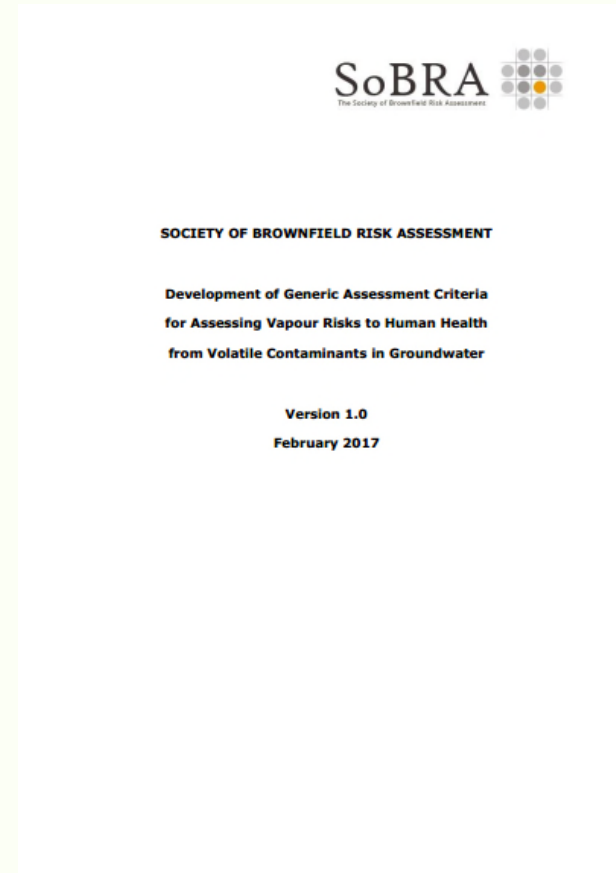 SoBRA
The Society of Brownfield Risk Assessment
SOCIETY OF BROWNFIELD RISK ASSESSMENT
Development of Generic Assessment Criteria
for Assessing Vapour Risks to Human Health
from Volatile Contaminants in Groundwater
Version 1.0
February 2017